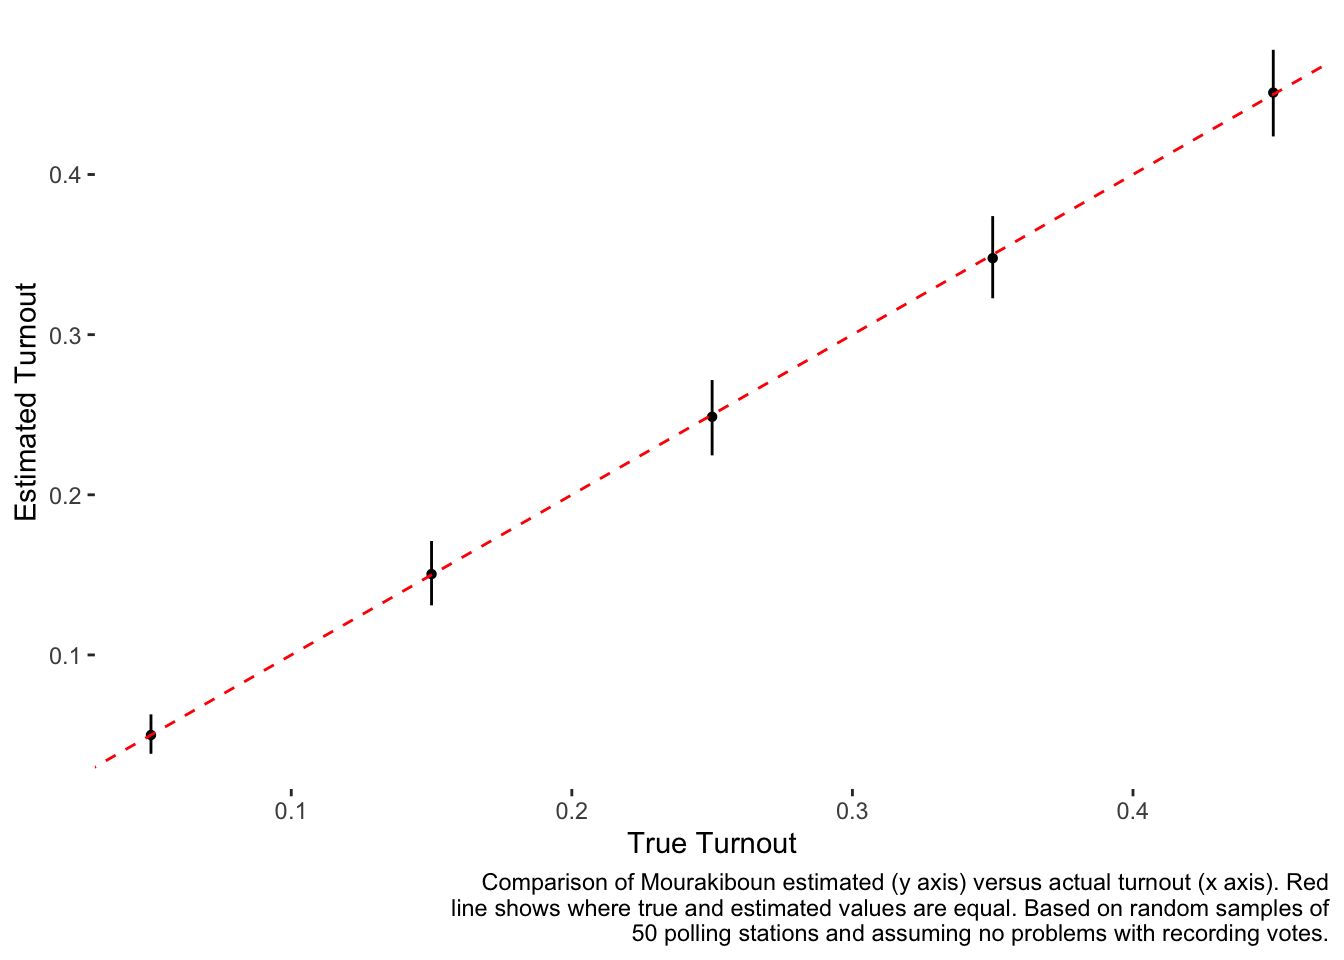 Estimated Turnout
0.4
0.3
0.2
0.1
0.1
0.2
0.3
0.4
True Turnout
Comparison of Mourakiboun estimated (y axis) versus actual turnout (x axis). Red
line shows where true and estimated values are equal. Based on random samples of
50 polling stations and assuming no problems with recording votes.